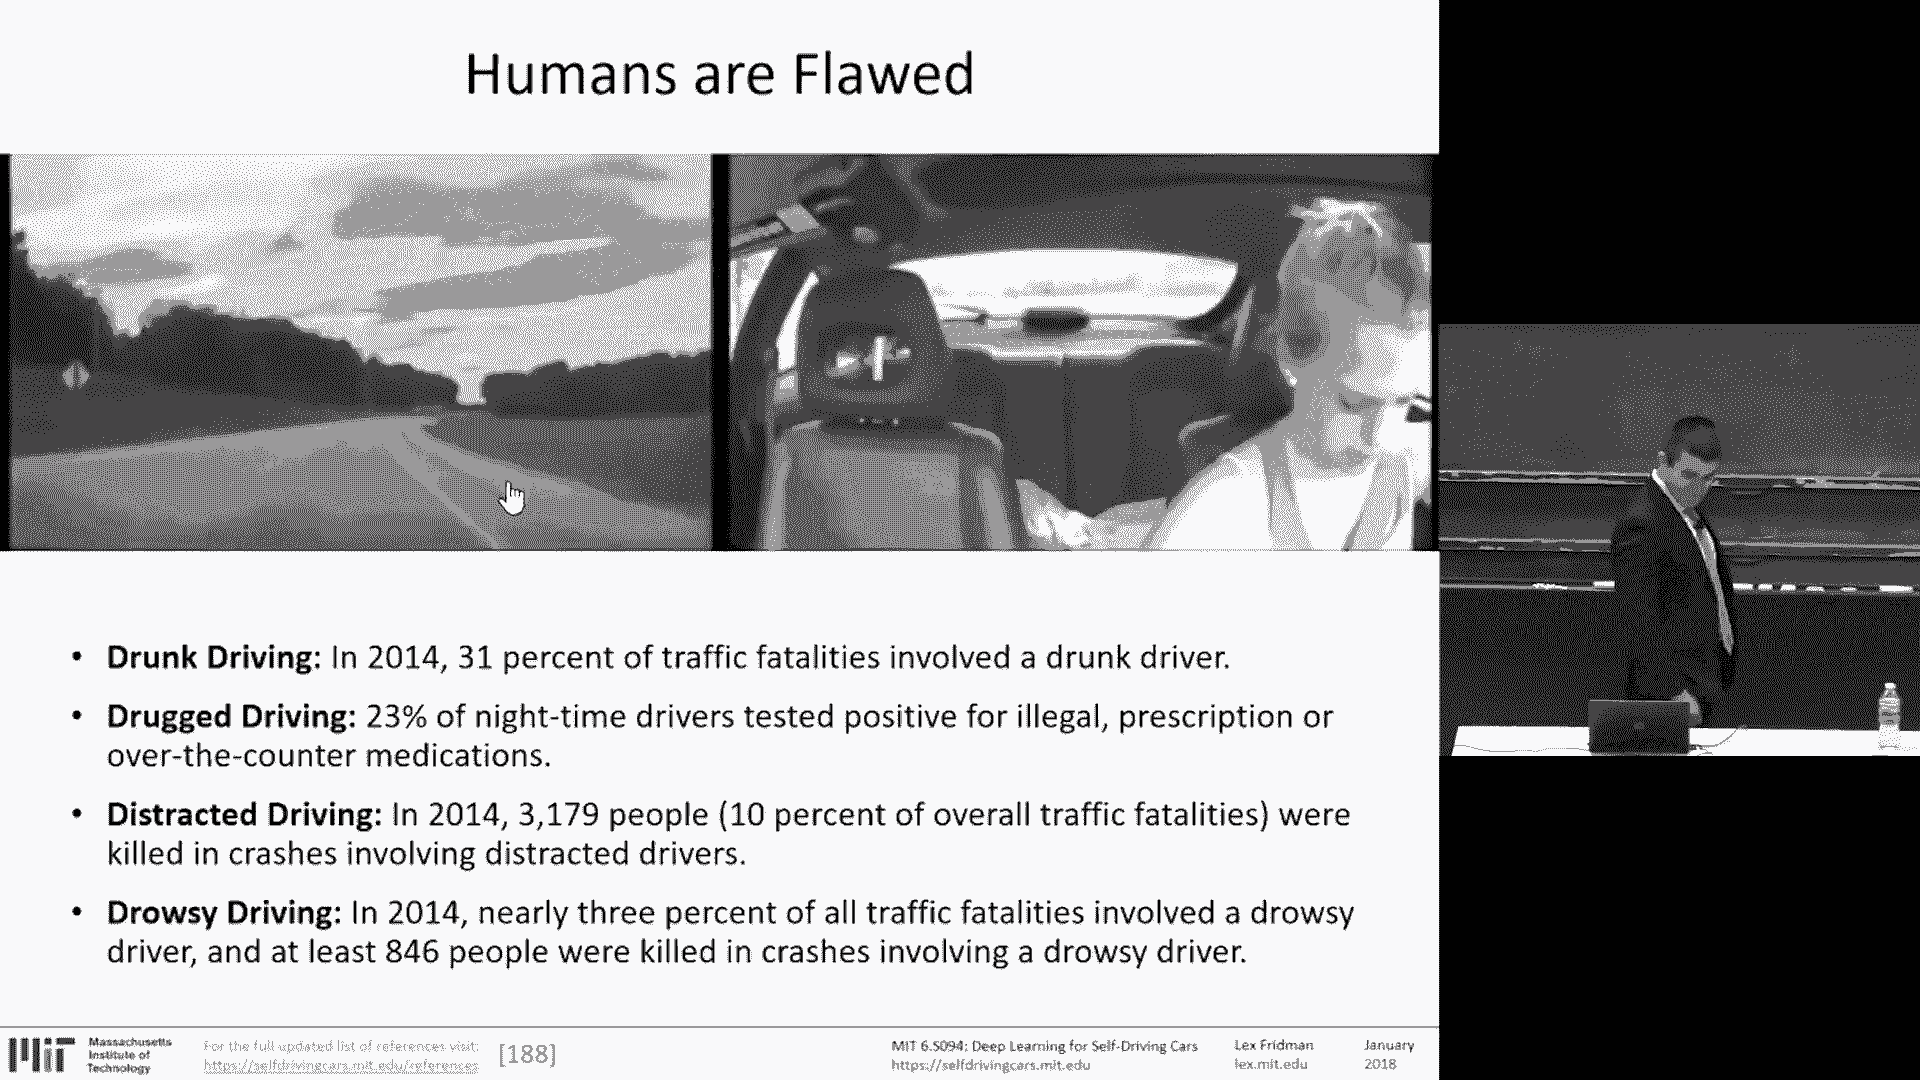 Humans are Flawed
• Drunk Driving: In 2014, 31 percent of traffic fatalities involved a drunk driver.
• Drugged Driving: 23% of night-time drivers tested positive for illegal, prescription or
over-the-counter medications.
• Distracted Driving: In 2014, 3,179 people (10 percent of overall traffic fatalities) were
killed in crashes involving distracted drivers.
• Drowsy Driving: In 2014, nearly three percent of all traffic fatalities involved a drowsy
driver, and at least 846 people were killed in crashes involving a drowsy driver.
MIT
Massachusetts
Institute of
Technology
For the full updated list of references visit:
https://selfdrivingcars.mit.edu/references
[188]
MIT 6.S094: Deep Learning for Self-Driving Cars
https://selfdrivingcars.mit.edu
Lex Fridman
lex.mit.edu
January
2018